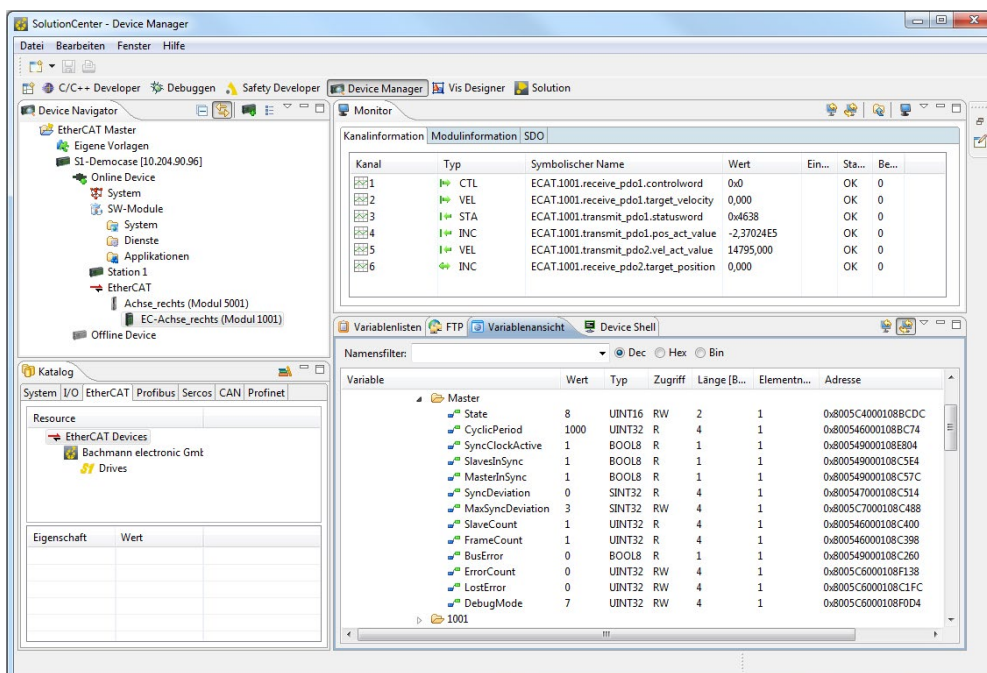 SolutionCenter - Device Manager
Datei Bearbeiten Fenster Hilfe
C/C++ Developer Debuggen Safety Developer Device Manager Vis Designer Solution
Device Navigator
EtherCAT Master
Eigene Vorlagen
S1-Democase [10.204.90.96]
Online Device
System
SW-Module
System
Dienste
Applikationen
Station 1
EtherCAT
Achse_rechts (Modul 5001)
EC-Achse_rechts (Modul 1001)
Offline Device
Katalog
System I/O EtherCAT Profibus Sercos CAN Profinet
Resource
EtherCAT Devices
Bachmann electronic Gmb
S1 Drives
Eigenschaft Wert
Monitor
Kanalinformation Modulinformation SDO
Kanal Typ Symbolischer Name Wert Ein... Sta... Be...
1 CTL ECAT.1001.receive_pdo1.controlword 0x0 OK 0
2 VEL ECAT.1001.receive_pdo1.target_velocity 0,000 OK 0
3 STA ECAT.1001.transmit_pdo1.statusword 0x4638 OK 0
4 INC ECAT.1001.transmit_pdo1.pos_act_value -2,37024E5 OK 0
5 VEL ECAT.1001.transmit_pdo2.vel_act_value 14795,000 OK 0
6 INC ECAT.1001.receive_pdo2.target_position 0,000 OK 0
Variablenlisten FTP Variablenansicht Device Shell
Namensfilter: Dec Hex Bin
Variable Wert Typ Zugriff Länge [B... Elementn... Adresse
Master
State 8 UINT16 RW 2 1 0x8005C4000108BCDC
CyclicPeriod 1000 UINT32 R 4 1 0x800546000108BC74
SyncClockActive 1 BOOL8 R 1 1 0x800549000108E804
SlavesInSync 1 BOOL8 R 1 1 0x800549000108C5E4
MasterInSync 1 BOOL8 R 1 1 0x800549000108C57C
SyncDeviation 0 SINT32 R 4 1 0x800547000108C514
MaxSyncDeviation 3 SINT32 RW 4 1 0x8005C7000108C488
SlaveCount 1 UINT32 R 4 1 0x800546000108C400
FrameCount 1 UINT32 R 4 1 0x800546000108C398
BusError 0 BOOL8 R 1 1 0x800549000108C260
ErrorCount 0 UINT32 RW 4 1 0x8005C6000108F138
LostError 0 UINT32 RW 4 1 0x8005C6000108C1FC
DebugMode 7 UINT32 RW 4 1 0x8005C6000108F0D4
1001